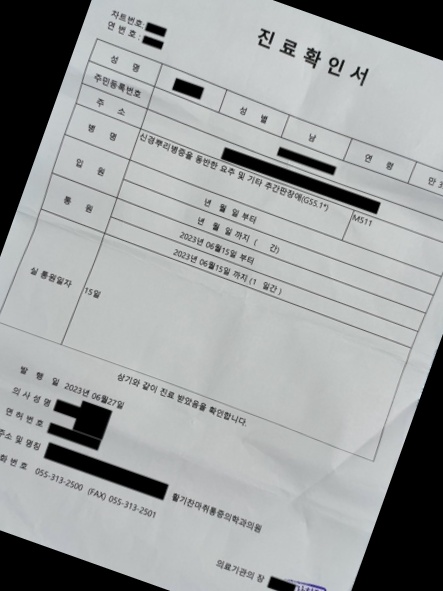 차트번호:
연 번 호 :
진 료 확 인 서
성 명
성 별
남
연 령
만
주민등록번호
주 소
병 명
신경뿌리병증을 동반한 요추 및 기타 추간판장애(G55.1*)
M511
입 원
년 월 일 부터
년 월 일 까지 ( 간)
통 원
2023년 06월15일 부터
2023년 06월15일 까지 (1 일간 )
실 통원일자
15일
상기와 같이 진료 받았음을 확인합니다.
발 행 일 2023년 06월27일
의 사 성 명
면 허 번 호
주소 및 명칭
활기찬마취통증의학과의원
화 번 호 055-313-2500 (FAX) 055-313-2501
의료기관의 장